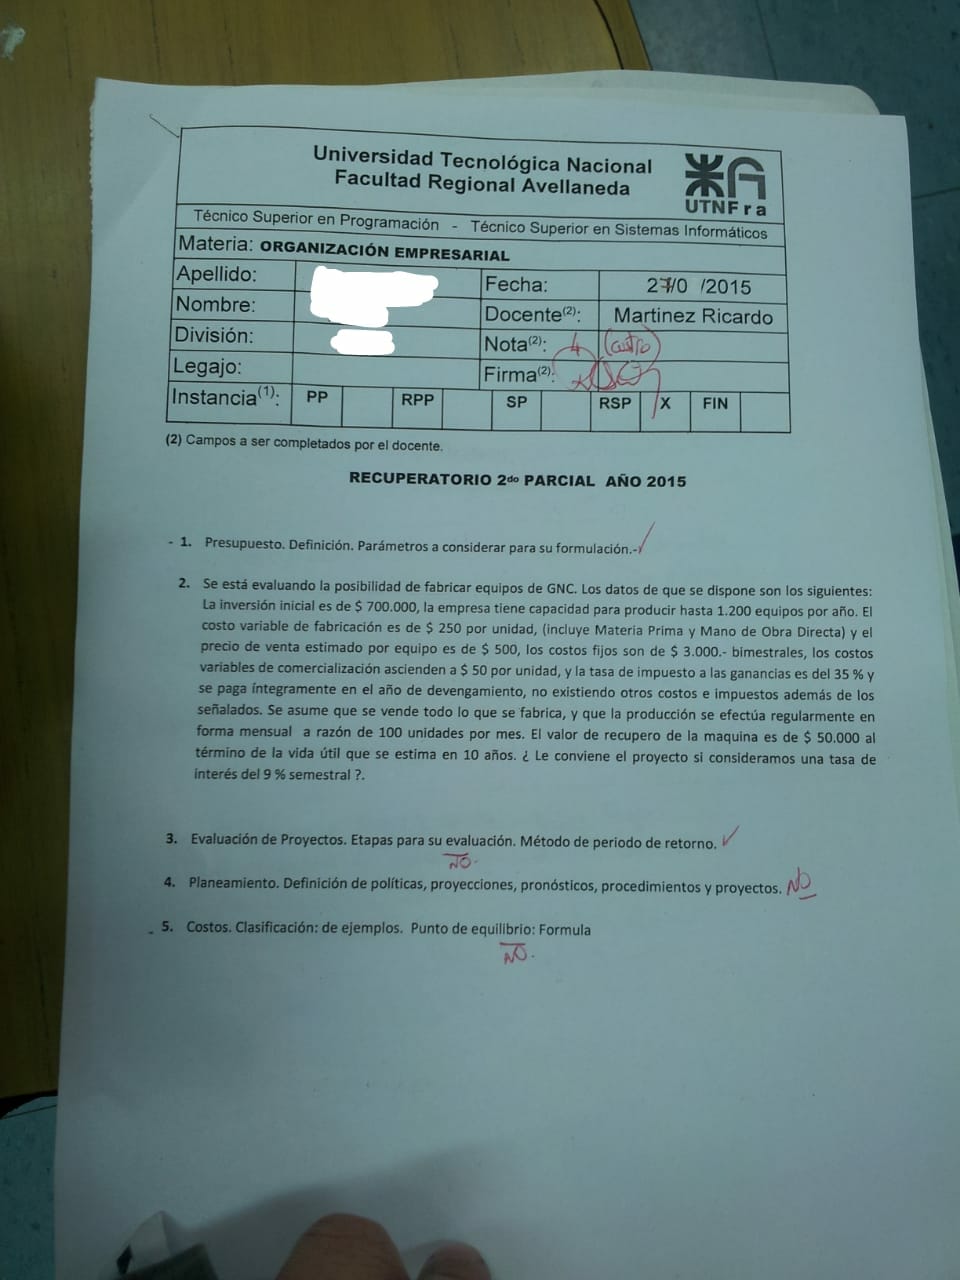 Universidad Tecnológica Nacional
Facultad Regional Avellaneda
UTNFra
Técnico Superior en Programación - Técnico Superior en Sistemas Informáticos
Materia: ORGANIZACIÓN EMPRESARIAL
Apellido:
Fecha: /2015
Nombre:
Docente(2): Martinez Ricardo
División:
Nota(2): 4 (cuatro)
Legajo:
Firma(2):
Instancia(1): PP RPP SP RSP X FIN
(2) Campos a ser completados por el docente.
RECUPERATORIO 2do PARCIAL AÑO 2015
- 1. Presupuesto. Definición. Parámetros a considerar para su formulación.-
2. Se está evaluando la posibilidad de fabricar equipos de GNC. Los datos de que se dispone son los siguientes:
La inversión inicial es de $ 700.000, la empresa tiene capacidad para producir hasta 1.200 equipos por año. El
costo variable de fabricación es de $ 250 por unidad, (incluye Materia Prima y Mano de Obra Directa) y el
precio de venta estimado por equipo es de $ 500, los costos fijos son de $ 3.000.- bimestrales, los costos
variables de comercialización ascienden a $ 50 por unidad, y la tasa de impuesto a las ganancias es del 35 % y
se paga íntegramente en el año de devengamiento, no existiendo otros costos e impuestos además de los
señalados. Se asume que se vende todo lo que se fabrica, y que la producción se efectúa regularmente en
forma mensual a razón de 100 unidades por mes. El valor de recupero de la maquina es de $ 50.000 al
término de la vida útil que se estima en 10 años. ¿ Le conviene el proyecto si consideramos una tasa de
interés del 9 % semestral ?.
3. Evaluación de Proyectos. Etapas para su evaluación. Método de periodo de retorno.
NO.
4. Planeamiento. Definición de políticas, proyecciones, pronósticos, procedimientos y proyectos. NO
- 5. Costos. Clasificación: de ejemplos. Punto de equilibrio: Formula
NO.